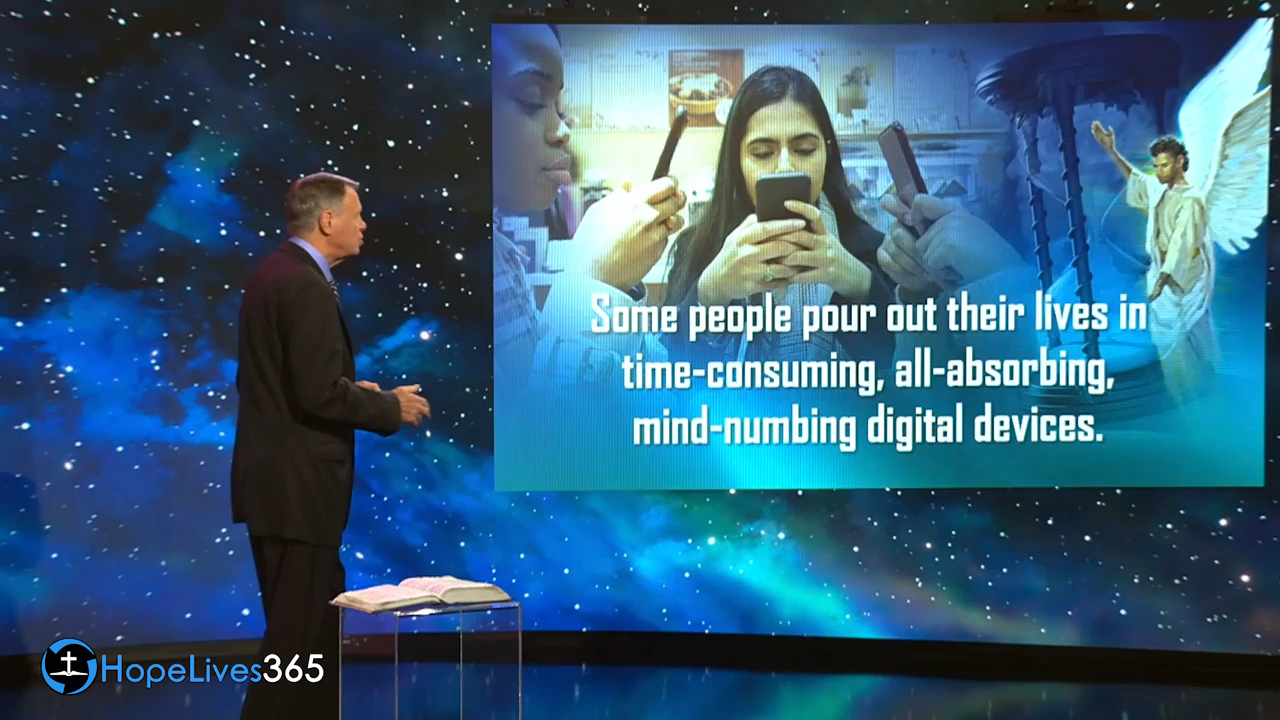 Some people pour out their lives in
time-consuming, all-absorbing,
mind-numbing digital devices.
HopeLives365